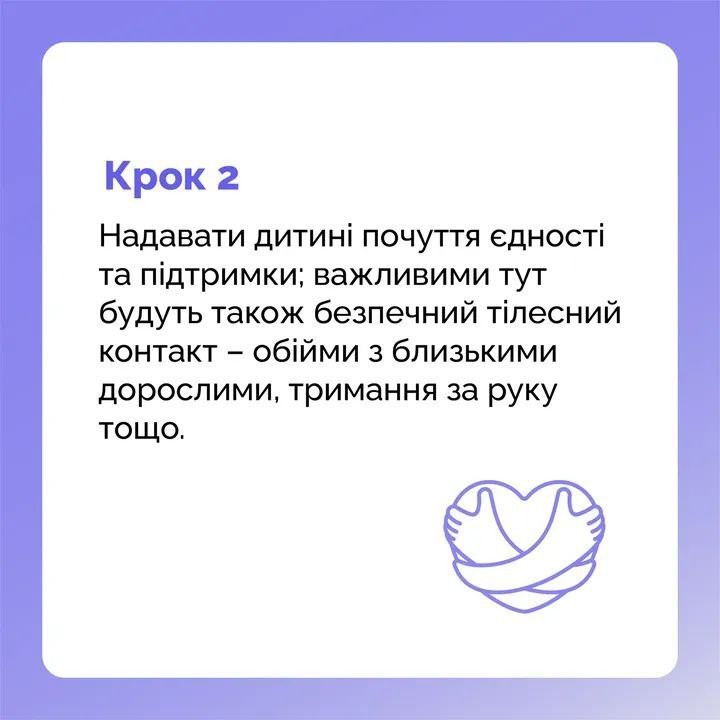 Крок 2
Надавати дитині почуття єдності
та підтримки; важливими тут
будуть також безпечний тілесний
контакт – обійми з близькими
дорослими, тримання за руку
тощо.